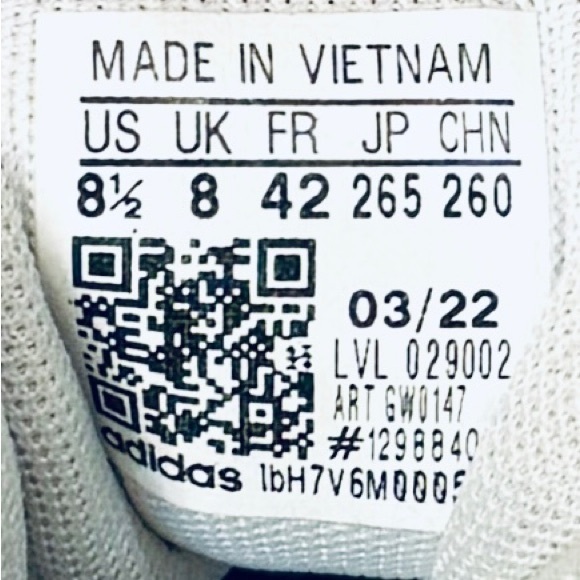 MADE IN VIETNAM
US UK FR JP CHN
8½ 8 42 265 260
03/22
LVL 029002
ART GW0147
#1298840
adidas 1bH7V6M0005